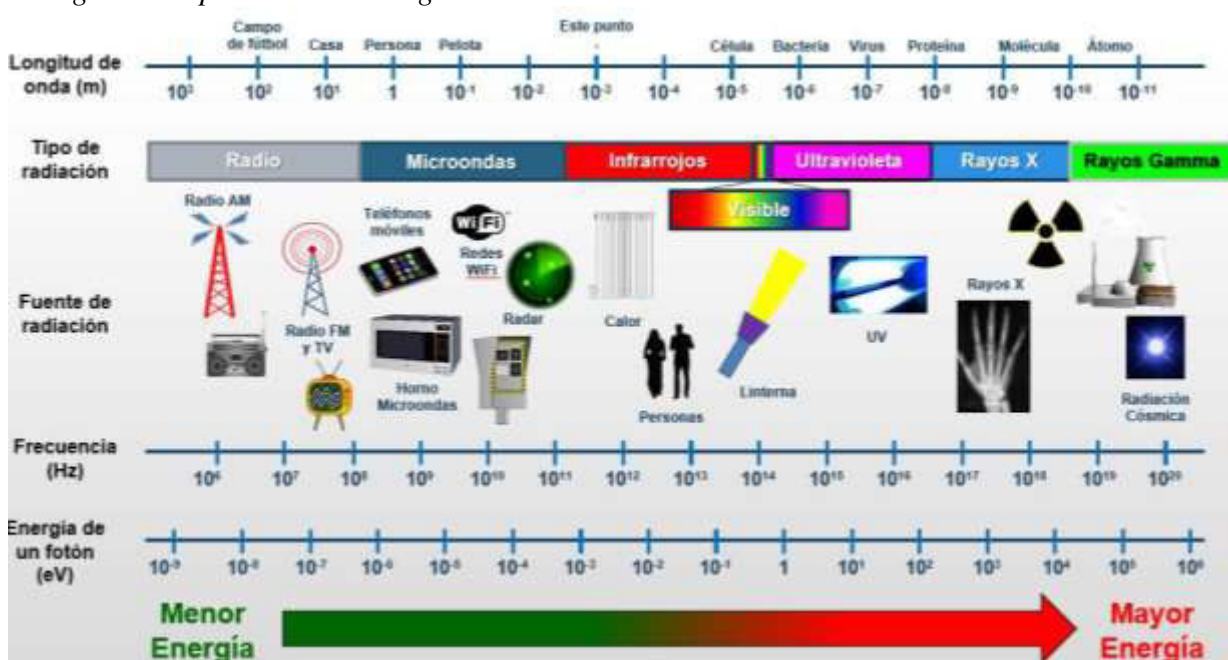 Campo
de fútbol Casa Persona Pelota Este punto Célula Bacteria Virus Proteína Molécula Átomo
Longitud de
onda (m)
10³ 10² 10¹ 1 10⁻¹ 10⁻² 10⁻³ 10⁻⁴ 10⁻⁵ 10⁻⁶ 10⁻⁷ 10⁻⁸ 10⁻⁹ 10⁻¹⁰ 10⁻¹¹
Tipo de
radiación
Radio Microondas Infrarrojos Ultravioleta Rayos X Rayos Gamma
Visible
Radio AM
Teléfonos
móviles
WiFi
Redes
WiFi
Fuente de
radiación
Radio FM
y TV
Radar
Calor
UV
Rayos X
Horno
Microondas
Personas
Linterna
Radiación
Cósmica
Frecuencia
(Hz)
10⁶ 10⁷ 10⁸ 10⁹ 10¹⁰ 10¹¹ 10¹² 10¹³ 10¹⁴ 10¹⁵ 10¹⁶ 10¹⁷ 10¹⁸ 10¹⁹ 10²⁰
Energía de
un fotón
(eV)
10⁻⁹ 10⁻⁸ 10⁻⁷ 10⁻⁶ 10⁻⁵ 10⁻⁴ 10⁻³ 10⁻² 10⁻¹ 1 10¹ 10² 10³ 10⁴ 10⁵ 10⁶
Menor
Energía
Mayor
Energía